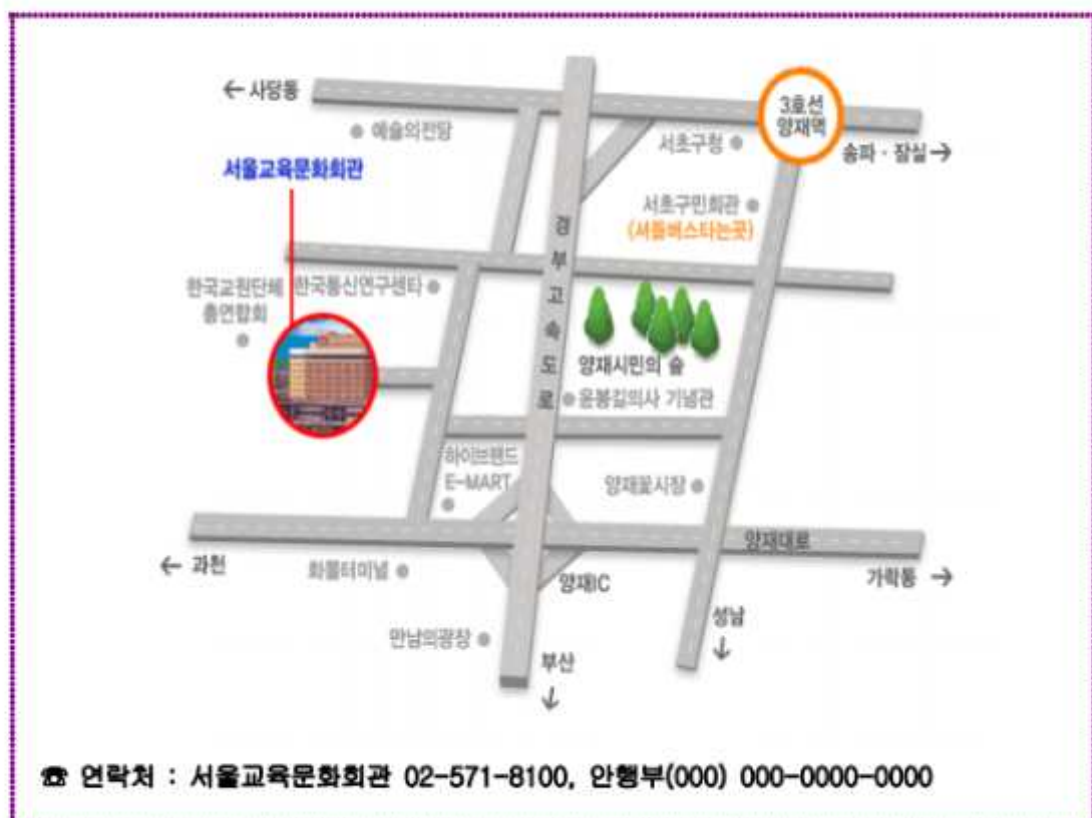 ← 사당동
예술의전당
3호선
양재역
서초구청
송파 · 잠실 →
서울교육문화회관
서초구민회관
(셔틀버스타는곳)
경부고속도로
한국교원단체
총연합회
한국통신연구센타
양재시민의 숲
윤봉길의사 기념관
하이브랜드
E-MART
양재꽃시장
양재대로
← 과천
화물터미널
양재IC
가락동 →
만남의광장
성남
↓
부산
↓
☎ 연락처 : 서울교육문화회관 02-571-8100, 안행부(000) 000-0000-0000